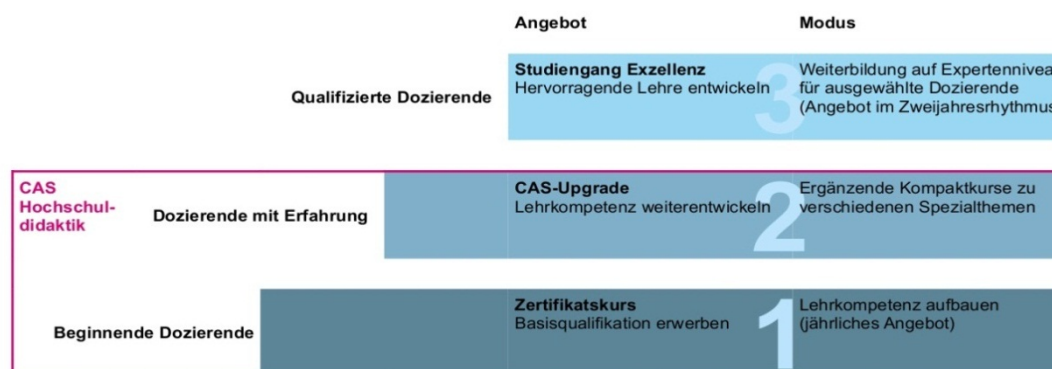 Angebot Modus
Qualifizierte Dozierende
Studiengang Exzellenz
Hervorragende Lehre entwickeln
3
Weiterbildung auf Expertennivea
für ausgewählte Dozierende
(Angebot im Zweijahresrhythmus
CAS
Hochschul-
didaktik
Dozierende mit Erfahrung
CAS-Upgrade
Lehrkompetenz weiterentwickeln
2
Ergänzende Kompaktkurse zu
verschiedenen Spezialthemen
Beginnende Dozierende
Zertifikatskurs
Basisqualifikation erwerben
1
Lehrkompetenz aufbauen
(jährliches Angebot)